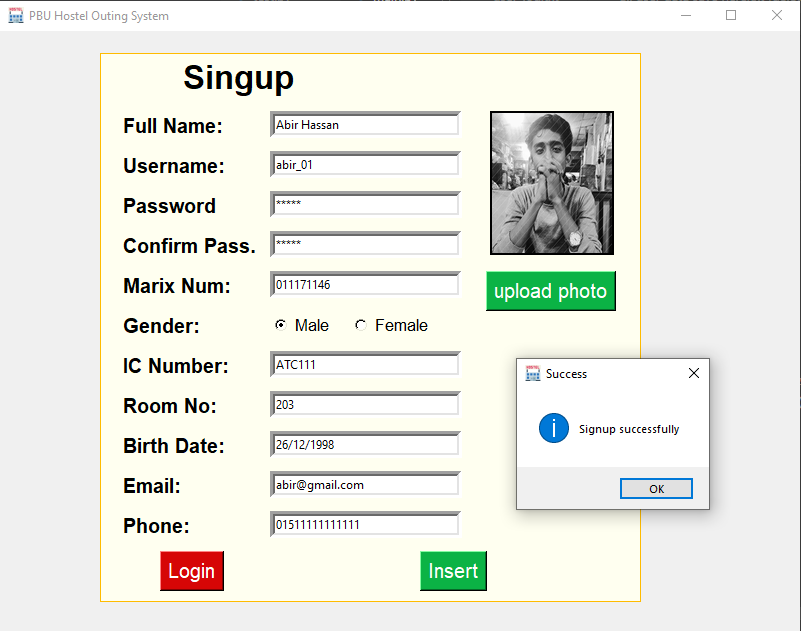 PBU Hostel Outing System
Singup
Full Name: Abir Hassan
Username: abir_01
Password *****
Confirm Pass. *****
Marix Num: 011171146
upload photo
Gender: Male Female
IC Number: ATC111
HOSTEL Success
Room No: 203
Signup successfully
Birth Date: 26/12/1998
Email: abir@gmail.com
OK
Phone: 01511111111111
Login Insert